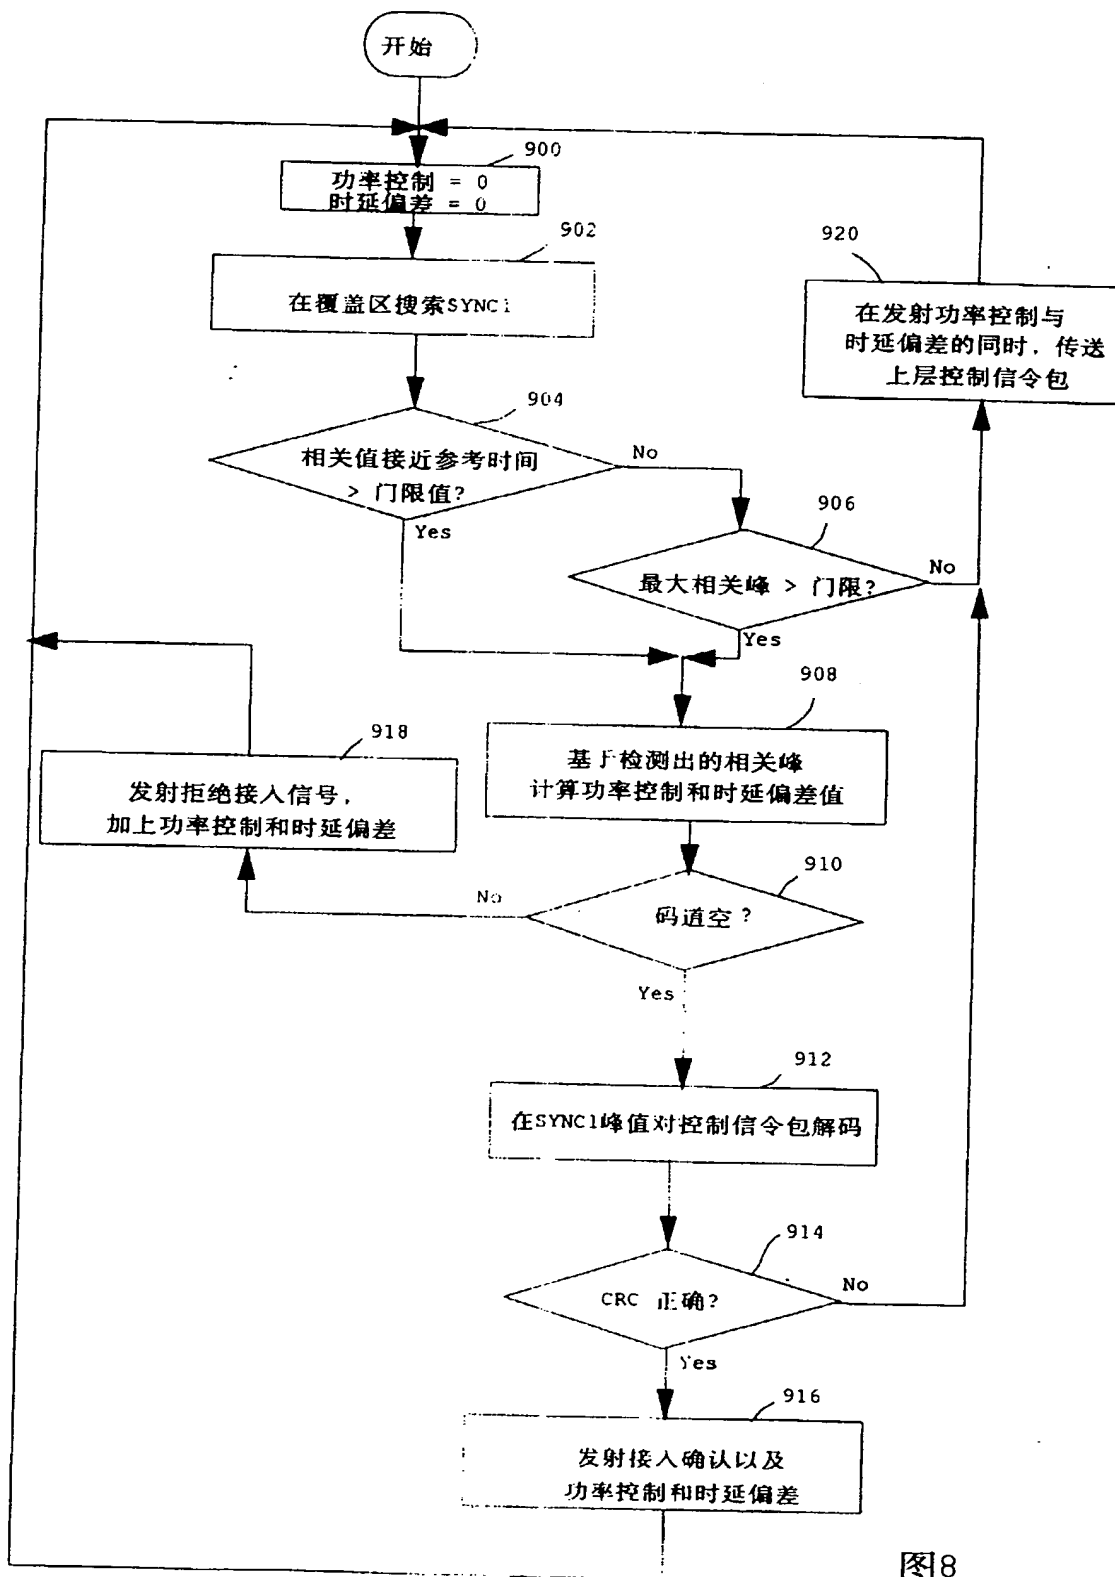 开始
900
功率控制 = 0
时延偏差 = 0
902
在覆盖区搜索SYNC1
920
在发射功率控制与
时延偏差的同时，传送
上层控制信令包
904
相关值接近参考时间
> 门限值?
No
Yes
906
最大相关峰 > 门限?
No
Yes
908
基于检测出的相关峰
计算功率控制和时延偏差值
918
发射拒绝接入信号，
加上功率控制和时延偏差
910
码道空?
No
Yes
912
在SYNC1峰值对控制信令包解码
914
CRC 正确?
No
Yes
916
发射接入确认以及
功率控制和时延偏差
图8